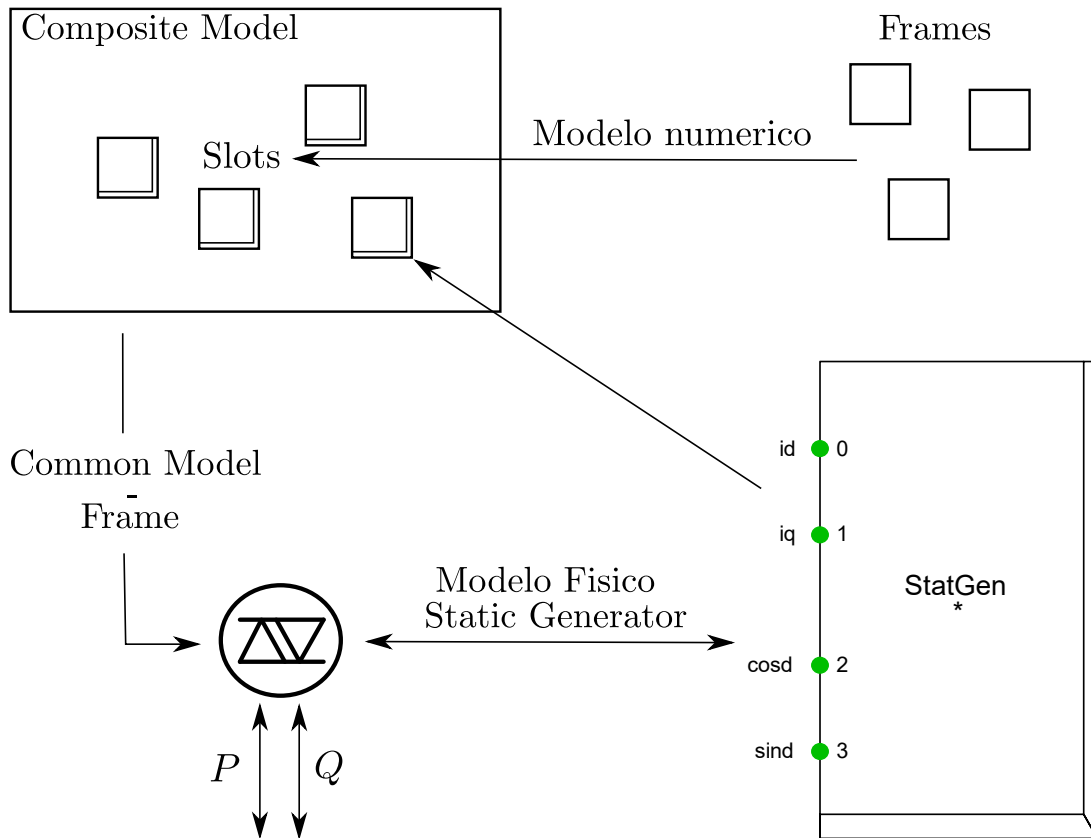 Composite Model
Frames
Modelo numerico
Slots
id 0
Common Model
-
Frame
iq 1
Modelo Fisico
Static Generator
StatGen
*
cosd 2
sind 3
P Q